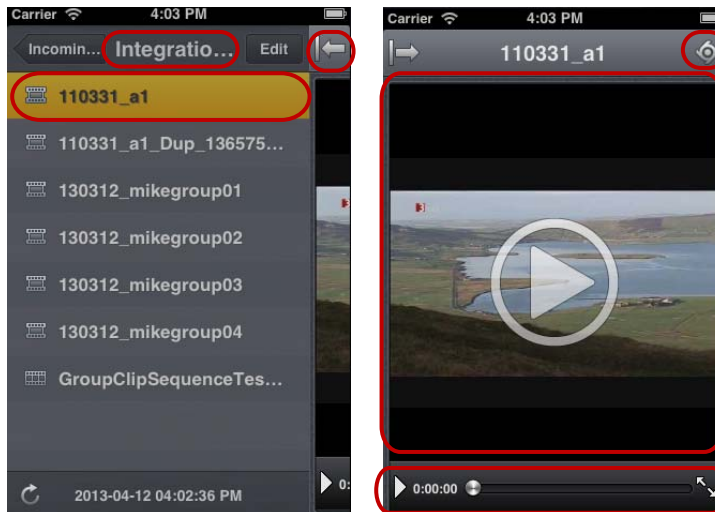 Carrier 4:03 PM
Incomin... Integratio... Edit
110331_a1
110331_a1_Dup_136575...
130312_mikegroup01
130312_mikegroup02
130312_mikegroup03
130312_mikegroup04
GroupClipSequenceTes...
2013-04-12 04:02:36 PM
0:
Carrier 4:03 PM
110331_a1
0:00:00